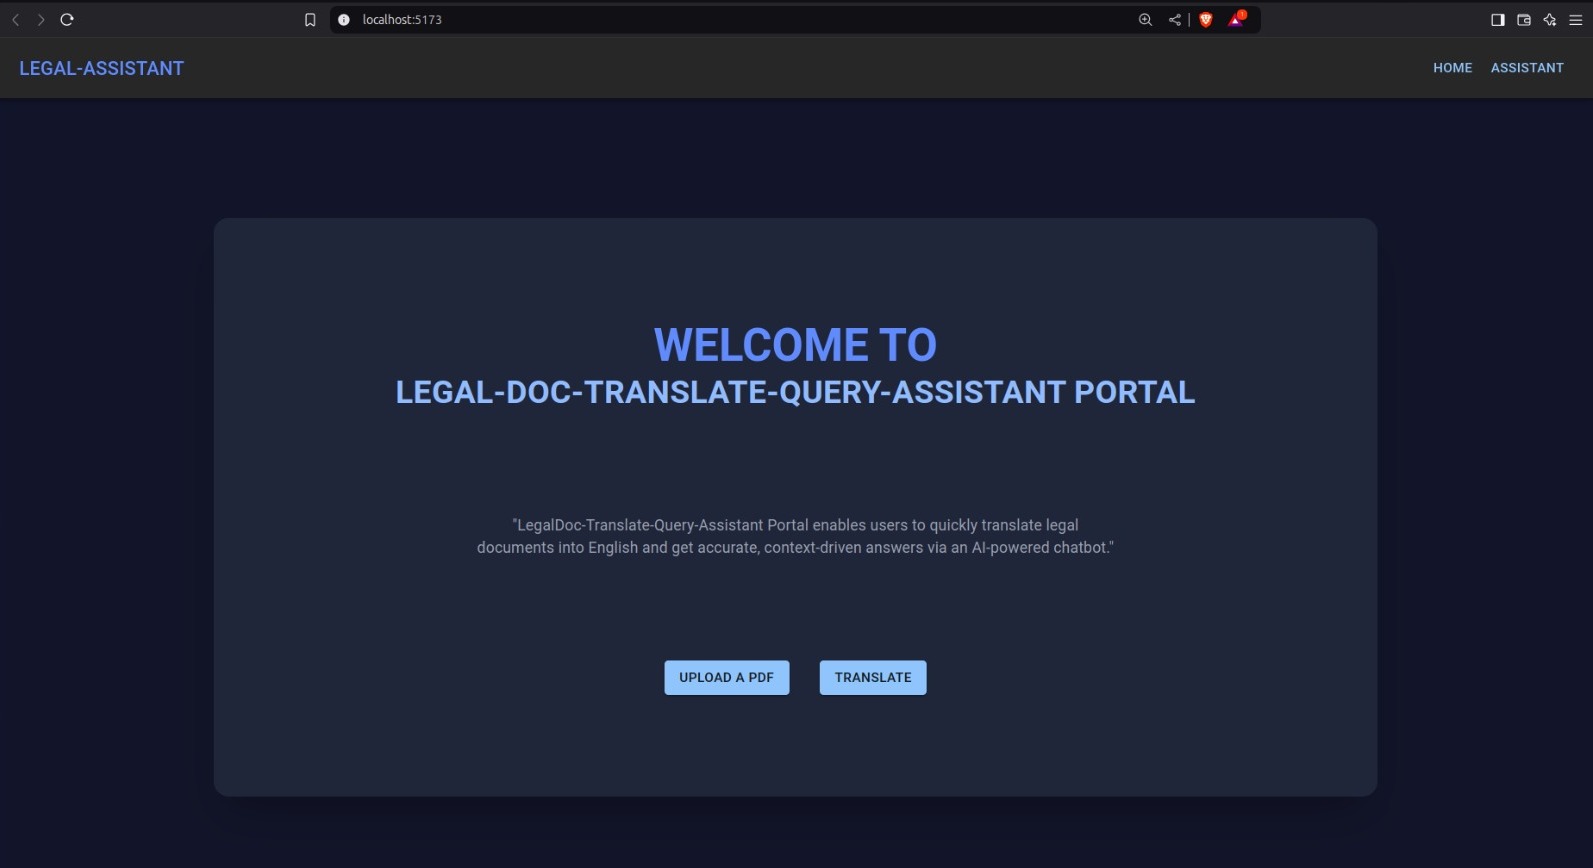 localhost:5173
1
LEGAL-ASSISTANT
HOME ASSISTANT
WELCOME TO
LEGAL-DOC-TRANSLATE-QUERY-ASSISTANT PORTAL
"LegalDoc-Translate-Query-Assistant Portal enables users to quickly translate legal
documents into English and get accurate, context-driven answers via an AI-powered chatbot."
UPLOAD A PDF TRANSLATE